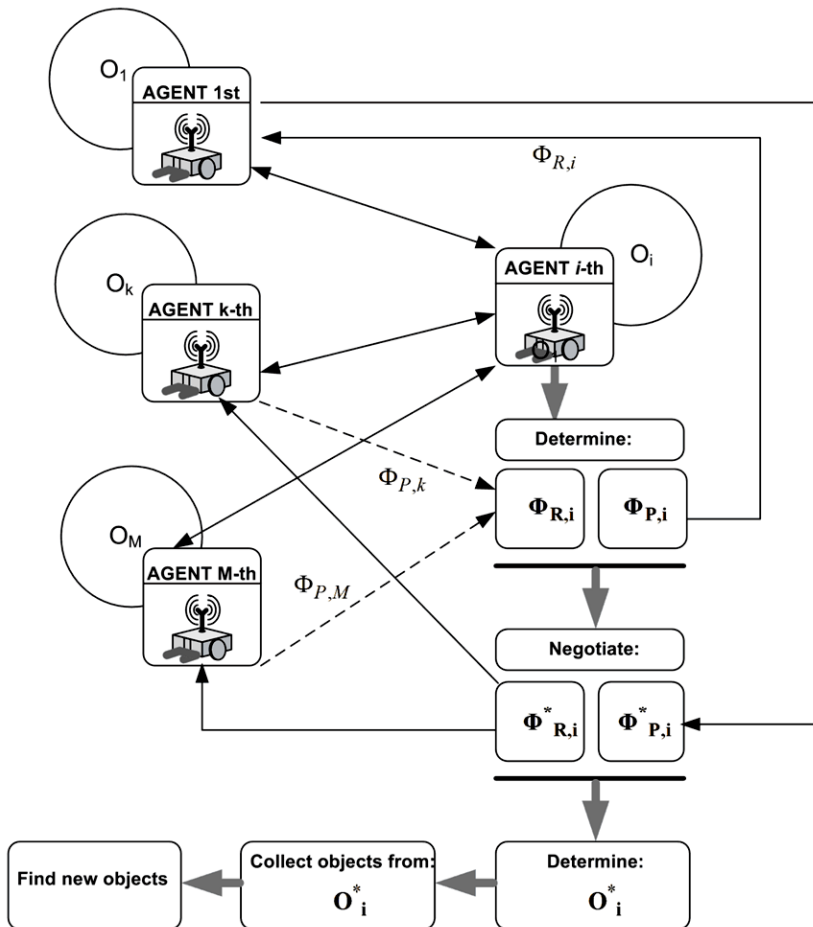 O1
AGENT 1st
ΦR,i
Oi
AGENT i-th
Ok
AGENT k-th
Determine:
ΦP,k
ΦR,i
ΦP,i
OM
AGENT M-th
ΦP,M
Negotiate:
Φ*R,i
Φ*P,i
Find new objects
Collect objects from:
O*i
Determine:
O*i